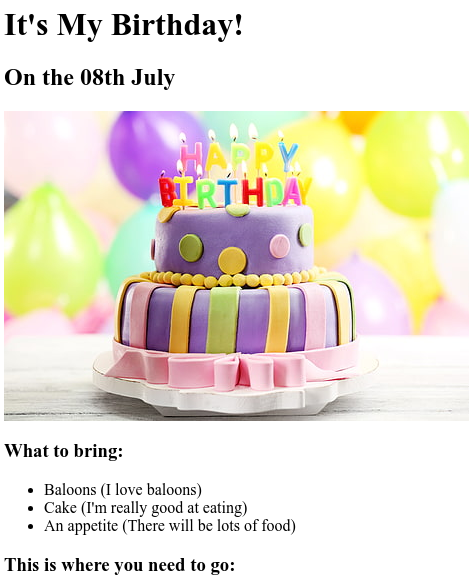 It's My Birthday!
On the 08th July
HAPPY
BIRTHDAY
What to bring:
Baloons (I love baloons)
Cake (I'm really good at eating)
An appetite (There will be lots of food)
This is where you need to go: